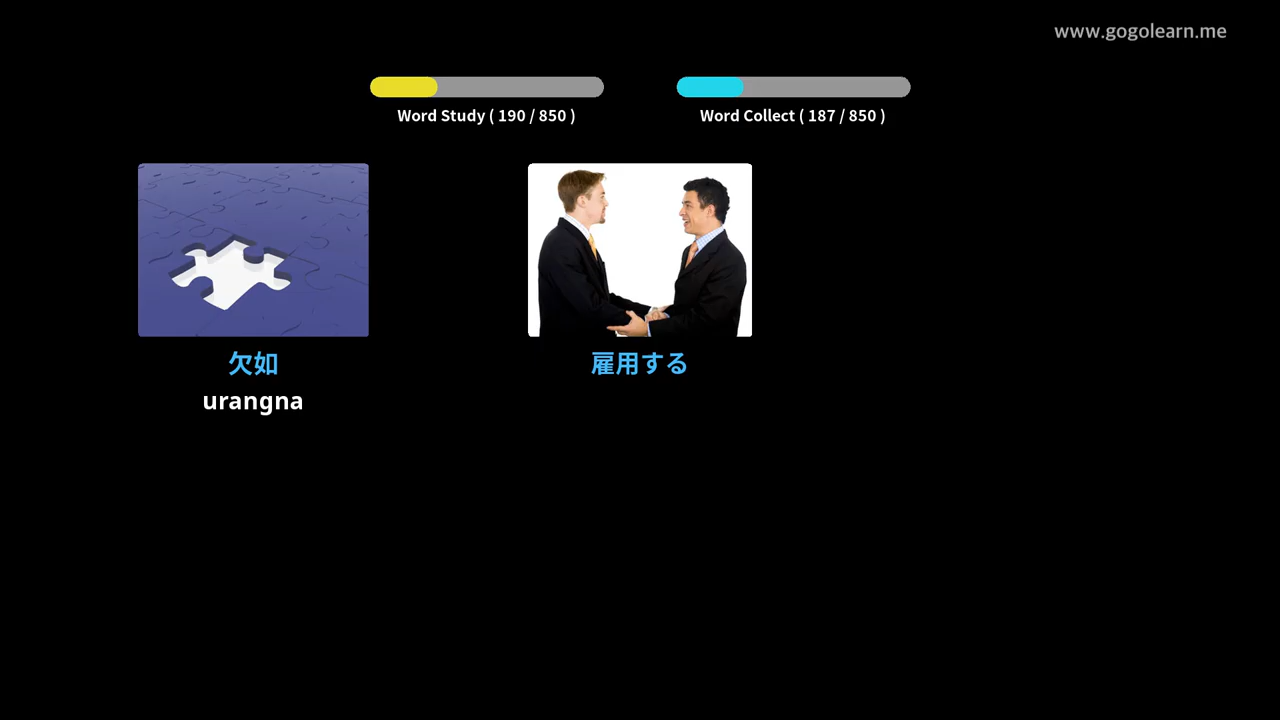 www.gogolearn.me
Word Study ( 190 / 850 )
Word Collect ( 187 / 850 )
欠如
urangna
雇用する